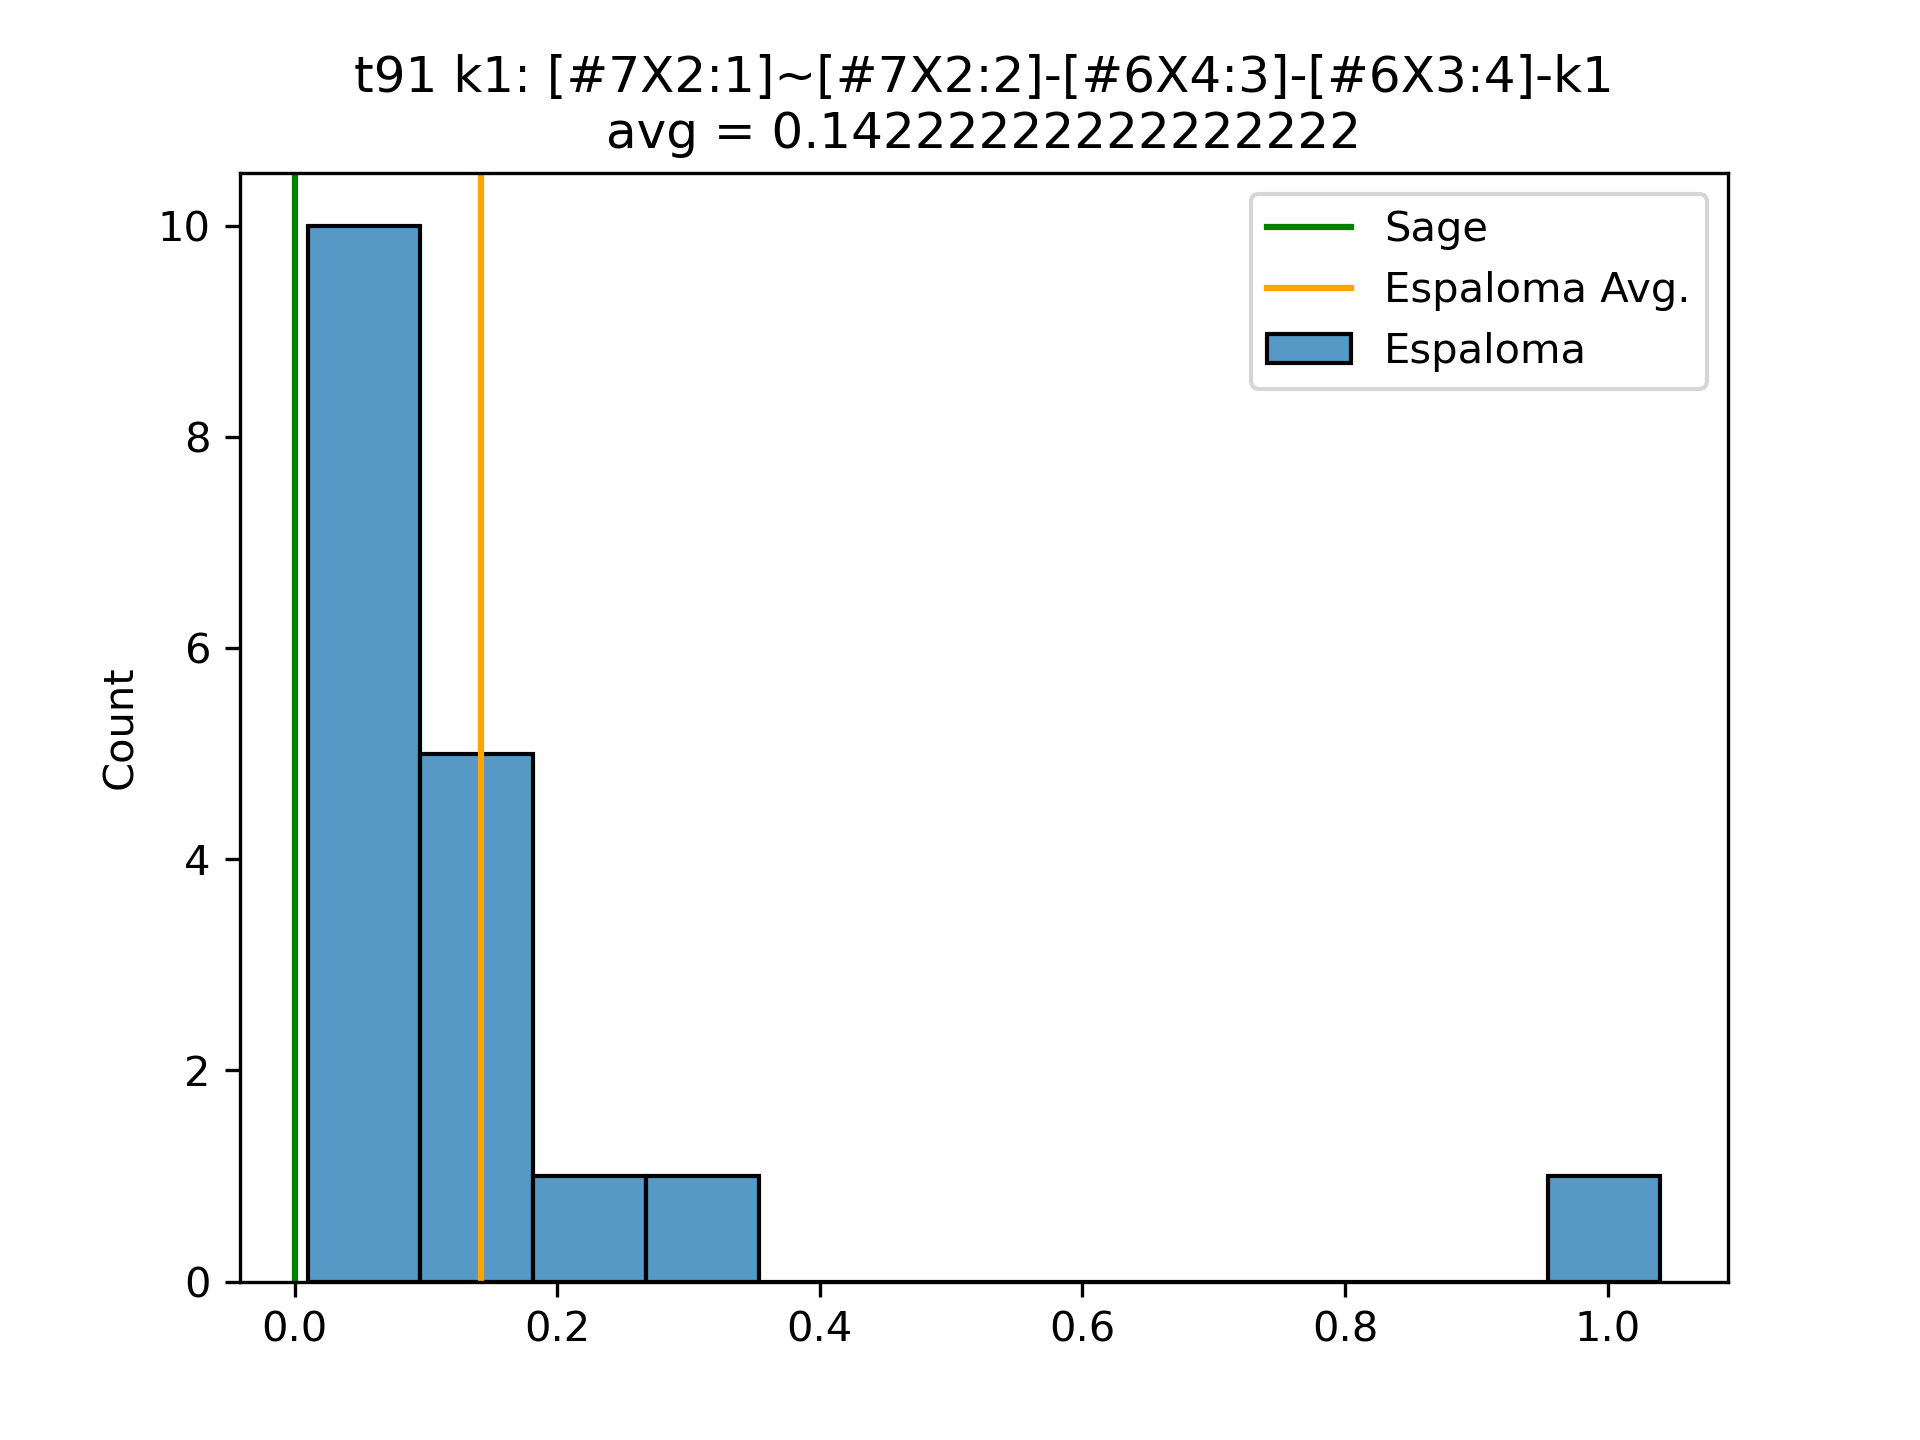 t91 k1: [#7X2:1]~[#7X2:2]-[#6X4:3]-[#6X3:4]-k1
avg = 0.14222222222222222
Sage
Espaloma Avg.
Espaloma
Count
10
8
6
4
2
0
0.0 0.2 0.4 0.6 0.8 1.0